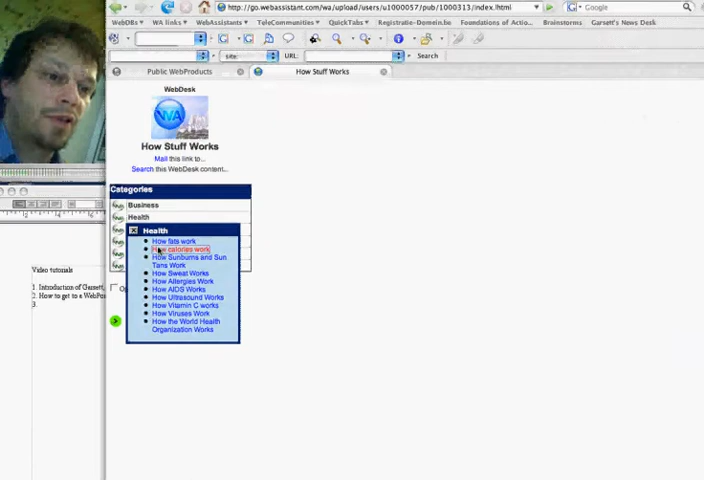 http://go.webassistant.com/wa/upload/users/u1000057/pub/1000313/index.html
Google
WebDBs
WA links
WebAssistants
TeleCommunities
QuickTabs
Registratie-Domein.be
Foundations of Actio...
Brainstorms
Garsett's News Desk
site:
URL:
Search
Public WebProducts
How Stuff Works
WebDesk
WA
How Stuff Works
Mail this link to...
Search this WebDesk content...
Categories
Business
Health
Health
How fats work
How calories work
How Sunburns and Sun
Tans Work
How Sweat Works
How Allergies Work
How AIDS Works
How Ultrasound Works
How Vitamin C works
How Viruses Work
How the World Health
Organization Works
Video tutorials
1. Introduction of Garsett,
2. How to get to a WebPro
3.